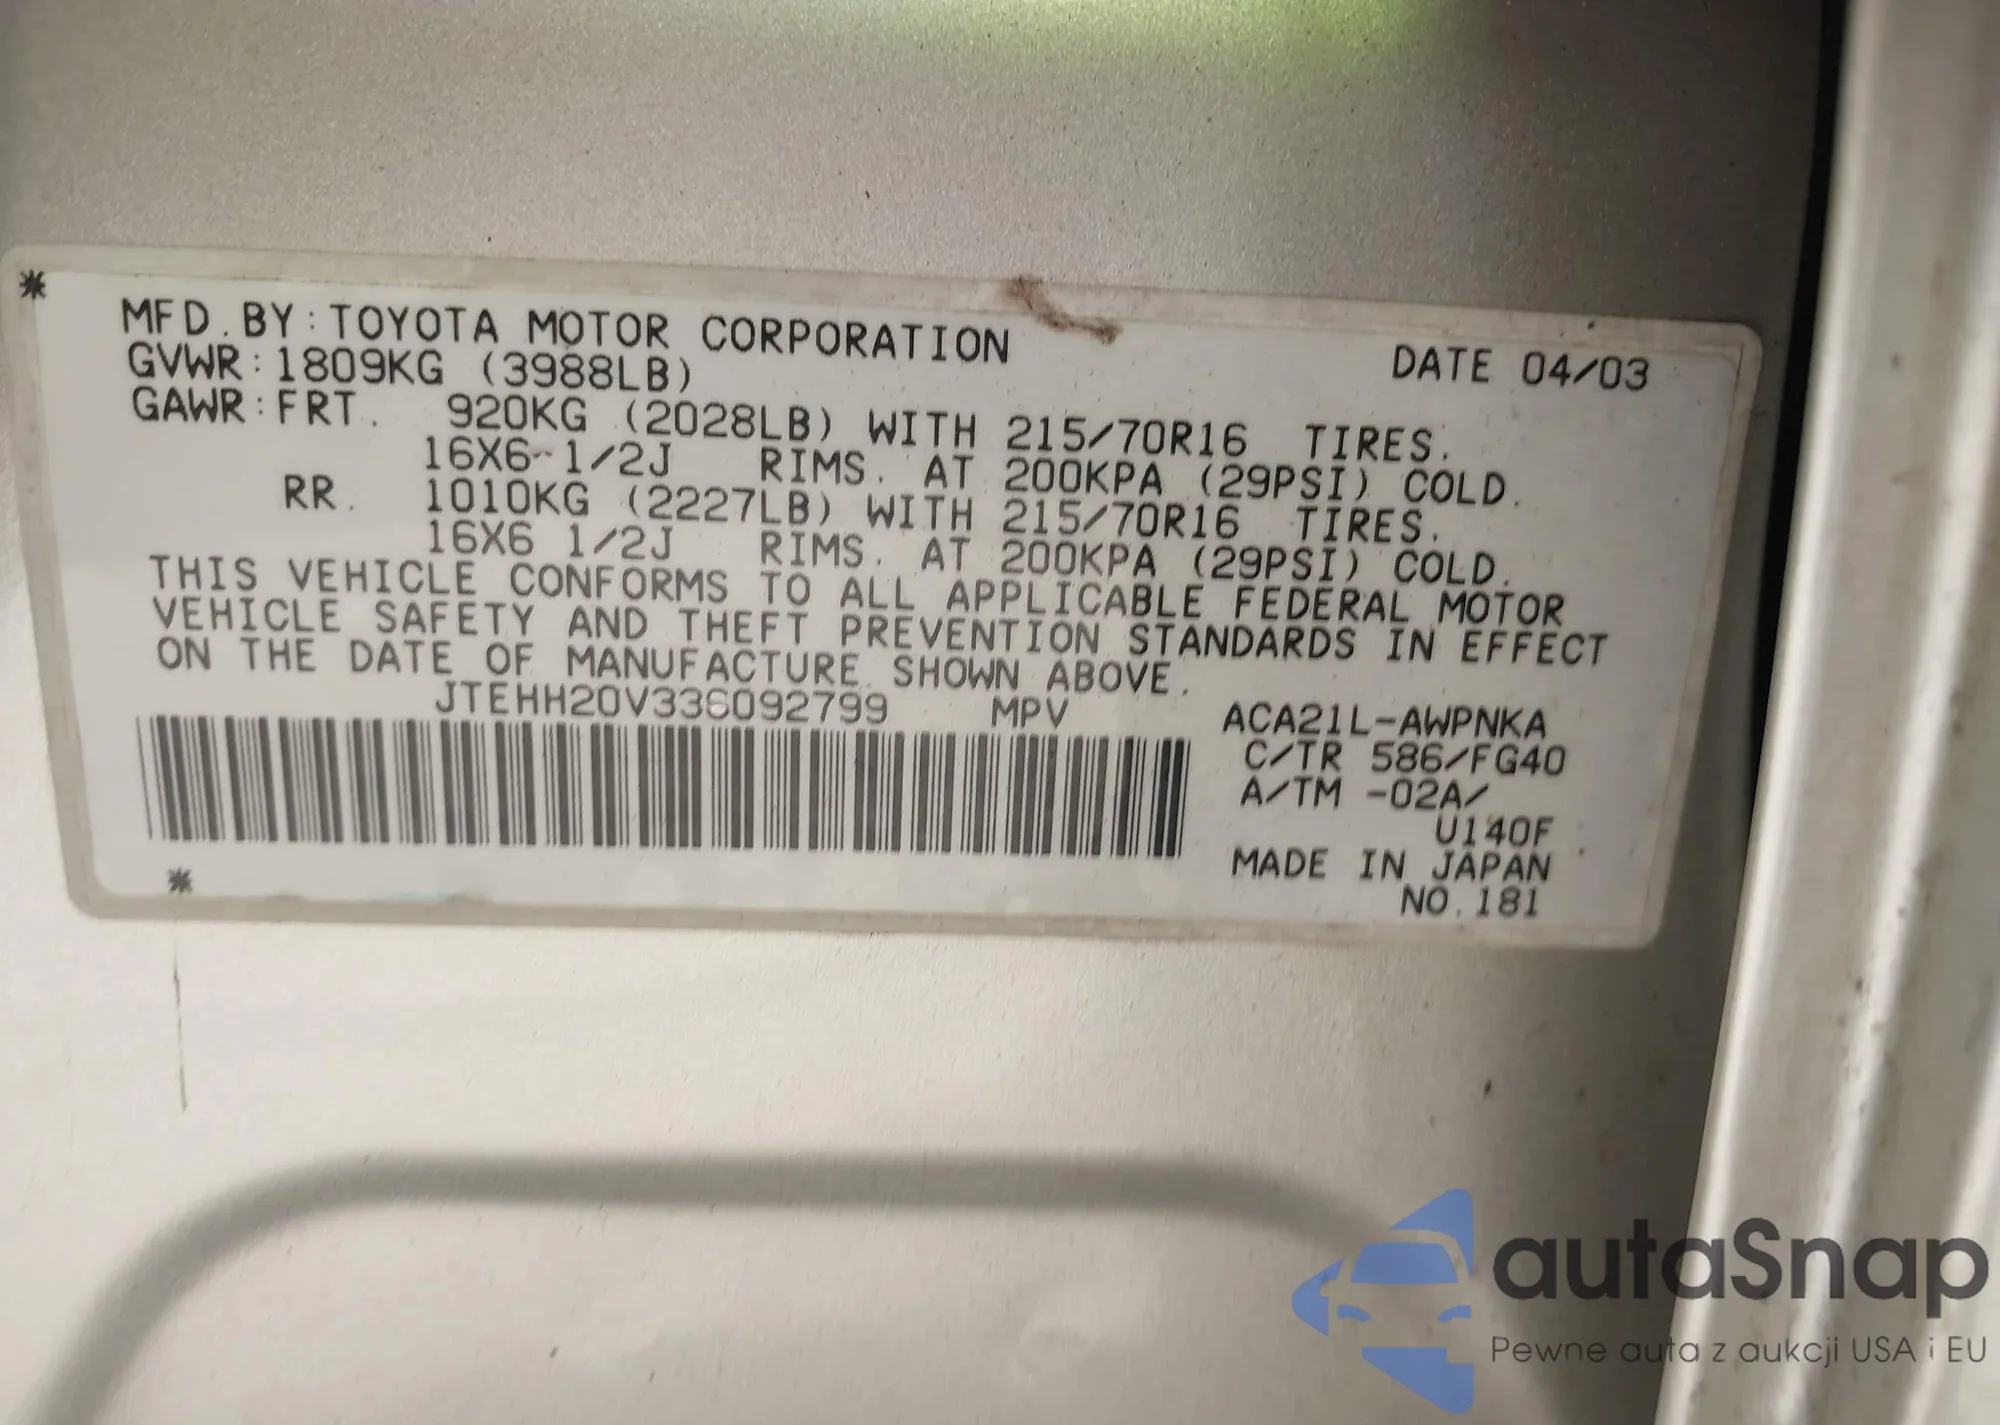 MFD.BY:TOYOTA MOTOR CORPORATION DATE 04/03
GVWR:1809KG (3988LB)
GAWR:FRT. 920KG (2028LB) WITH 215/70R16 TIRES.
16X6-1/2J RIMS. AT 200KPA (29PSI) COLD.
RR. 1010KG (2227LB) WITH 215/70R16 TIRES.
16X6 1/2J RIMS. AT 200KPA (29PSI) COLD.
THIS VEHICLE CONFORMS TO ALL APPLICABLE FEDERAL MOTOR
VEHICLE SAFETY AND THEFT PREVENTION STANDARDS IN EFFECT
ON THE DATE OF MANUFACTURE SHOWN ABOVE.
JTEHH20V336092799 MPV ACA21L-AWPNKA
C/TR 586/FG40
A/TM -02A/
U140F
MADE IN JAPAN
NO.181
autaSnap
Pewne auta z aukcji USA i EU